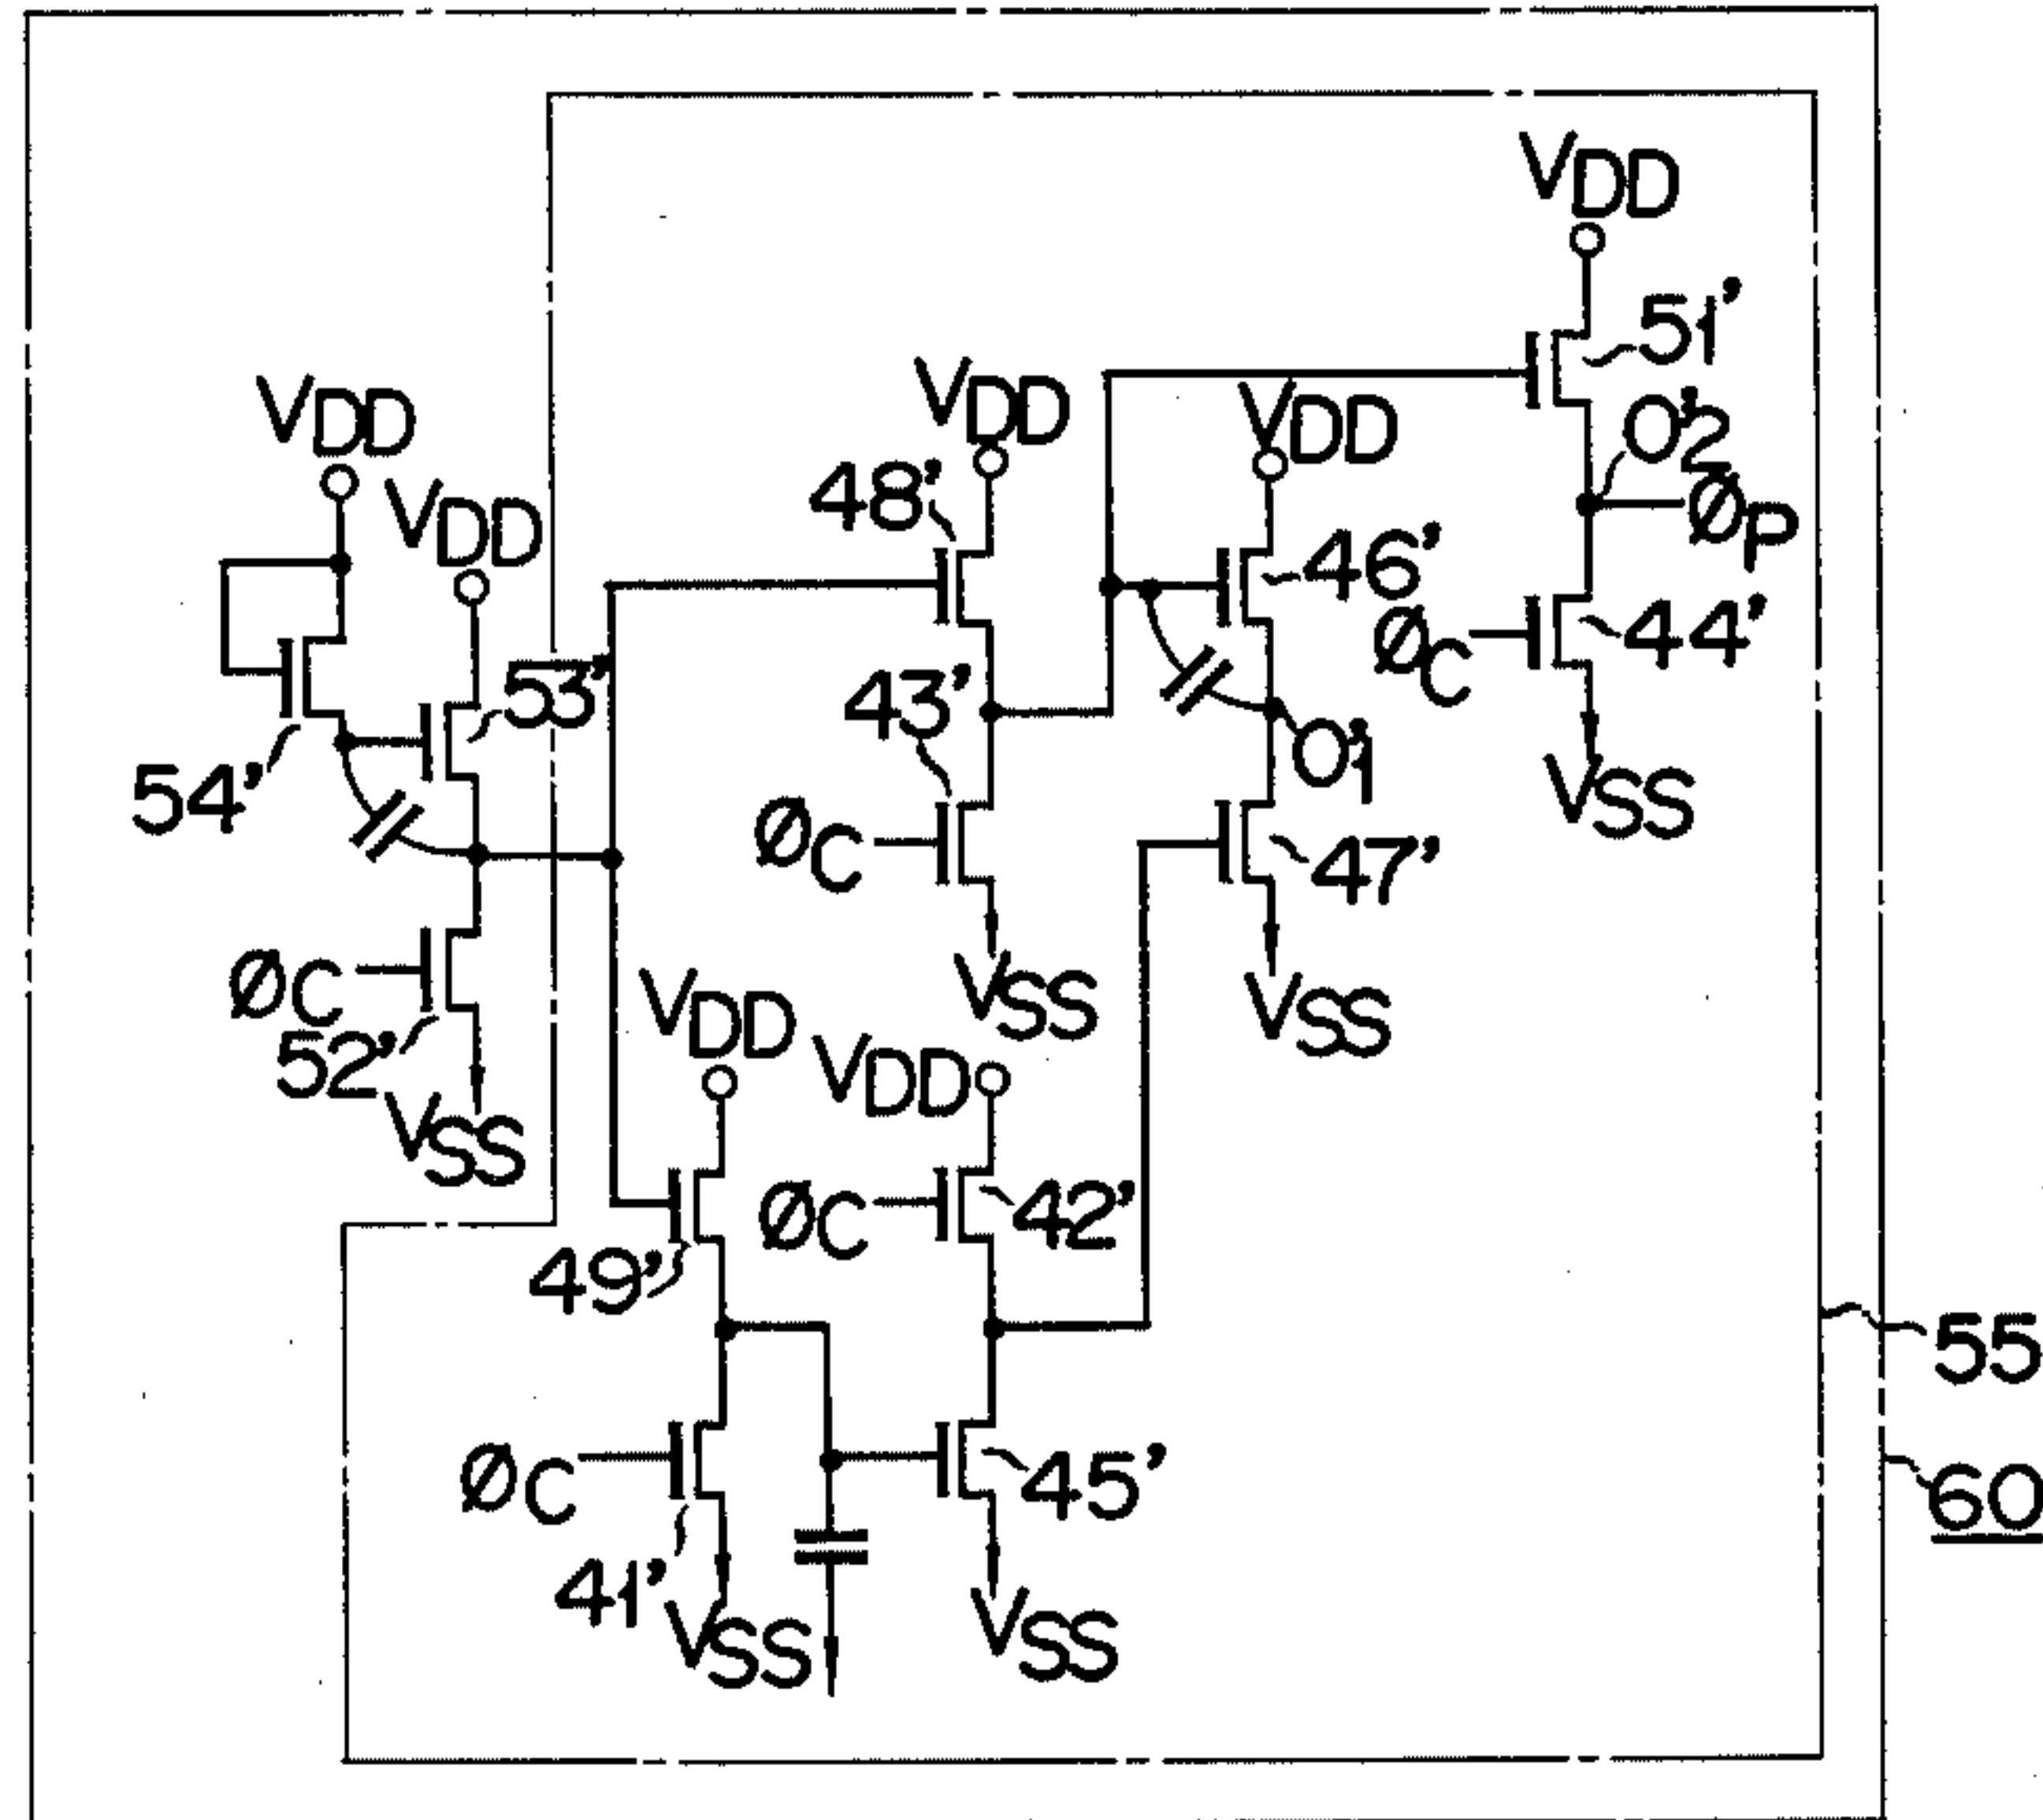 VDD
51'
O'2
VDD
VDD
VDD
VDD
48'
ØP
46'
ØC
44'
53'
43'
O'1
54'
ØC
VSS
47'
ØC
VDD
VSS
VSS
52'
VDD
VSS
ØC
42'
49'
55
ØC
45'
60
41'
VSS
VSS